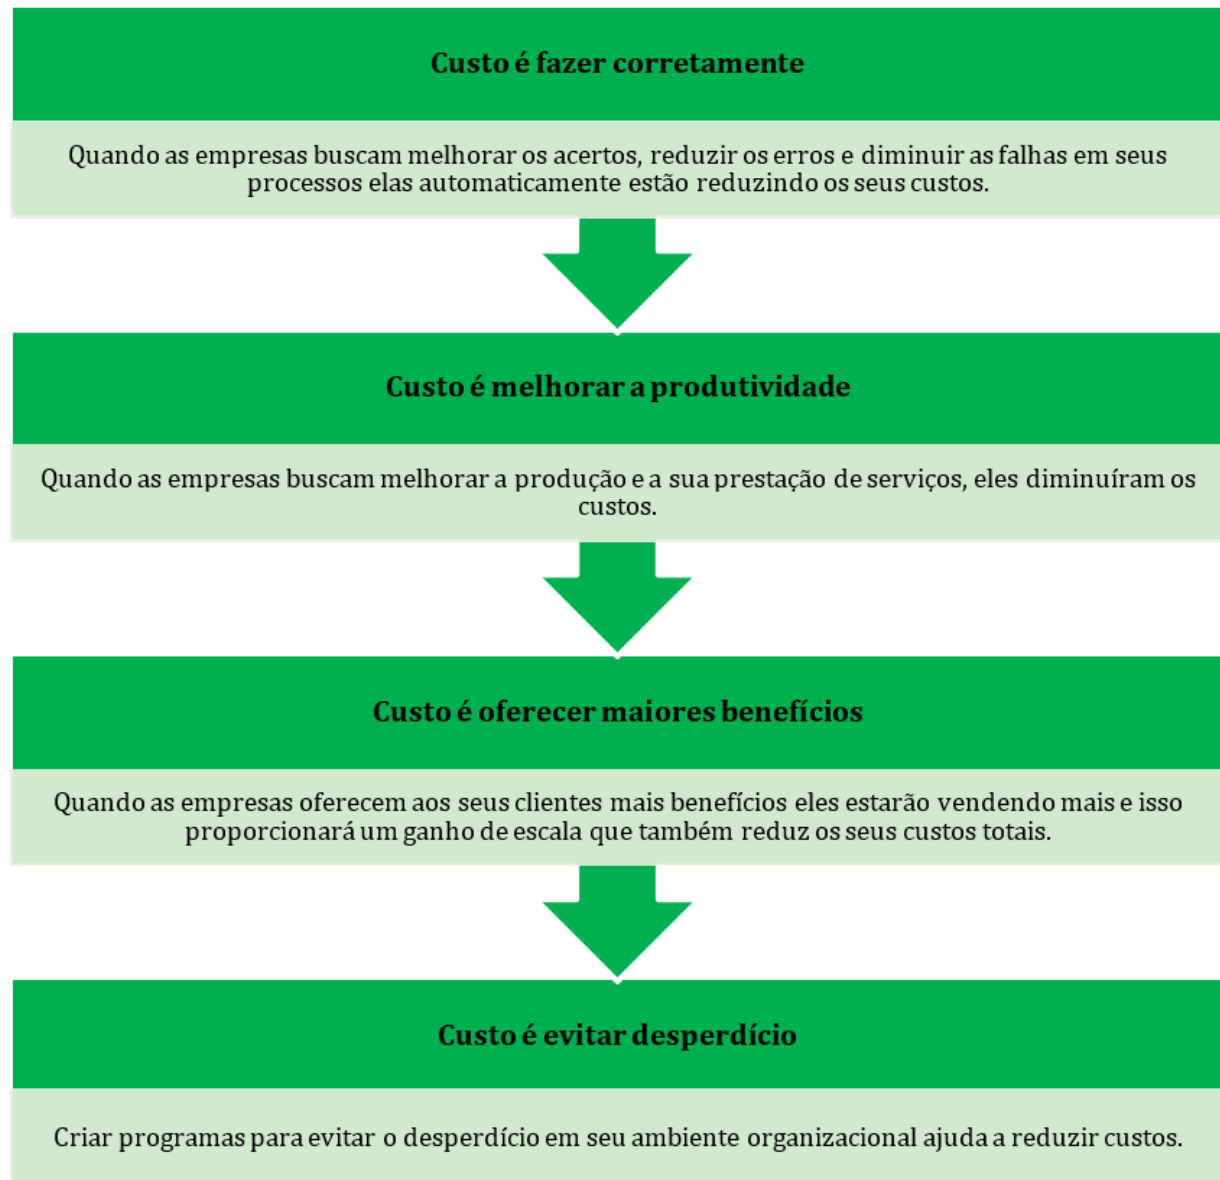 Custo é fazer corretamente
Quando as empresas buscam melhorar os acertos, reduzir os erros e diminuir as falhas em seus
processos elas automaticamente estão reduzindo os seus custos.
Custo é melhorar a produtividade
Quando as empresas buscam melhorar a produção e a sua prestação de serviços, eles diminuíram os
custos.
Custo é oferecer maiores benefícios
Quando as empresas oferecem aos seus clientes mais benefícios eles estarão vendendo mais e isso
proporcionará um ganho de escala que também reduz os seus custos totais.
Custo é evitar desperdício
Criar programas para evitar o desperdício em seu ambiente organizacional ajuda a reduzir custos.